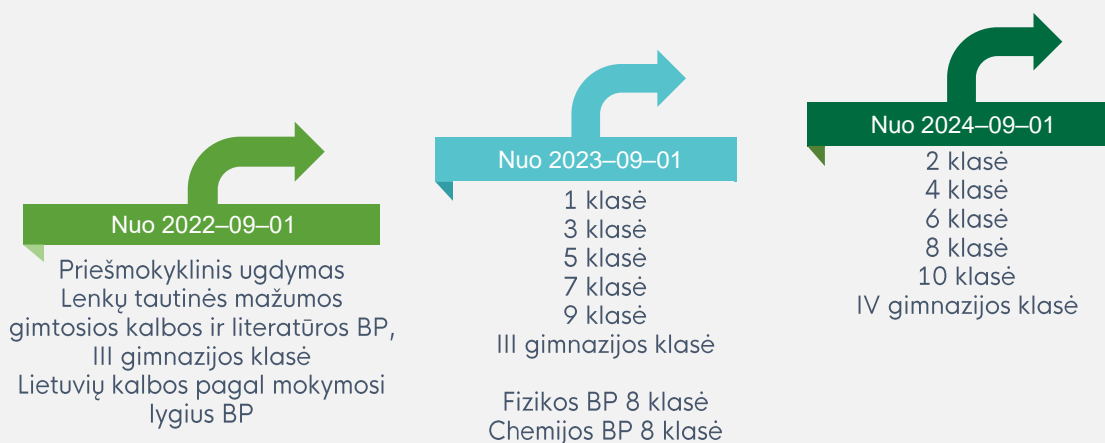 Nuo 2022–09–01
Priešmokyklinis ugdymas
Lenkų tautinės mažumos
gimtosios kalbos ir literatūros BP,
III gimnazijos klasė
Lietuvių kalbos pagal mokymosi
lygius BP
Nuo 2023–09–01
1 klasė
3 klasė
5 klasė
7 klasė
9 klasė
III gimnazijos klasė
Fizikos BP 8 klasė
Chemijos BP 8 klasė
Nuo 2024–09–01
2 klasė
4 klasė
6 klasė
8 klasė
10 klasė
IV gimnazijos klasė